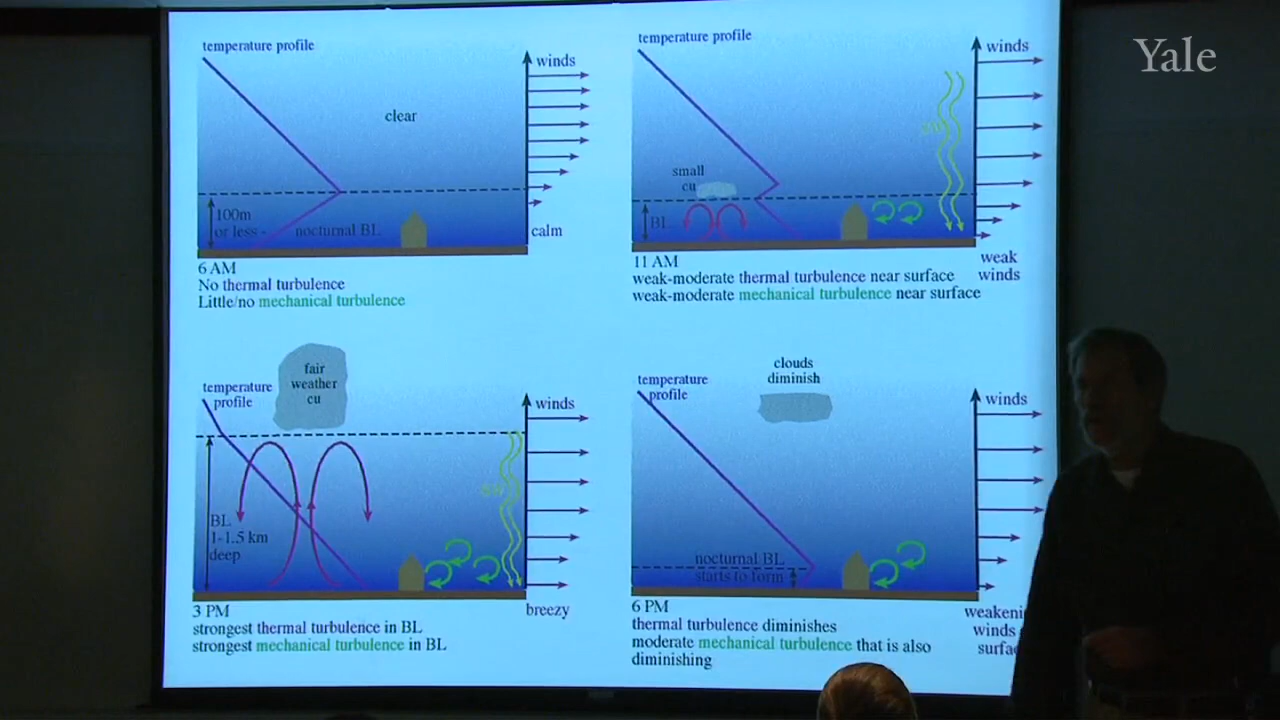 Yale
temperature profile
winds
clear
100m
or less
nocturnal BL
calm
6 AM
No thermal turbulence
Little/no mechanical turbulence
temperature profile
winds
small
cu
BL
weak
winds
11 AM
weak-moderate thermal turbulence near surface
weak-moderate mechanical turbulence near surface
fair
weather
cu
temperature
profile
winds
BL
1-1.5 km
deep
breezy
3 PM
strongest thermal turbulence in BL
strongest mechanical turbulence in BL
clouds
diminish
temperature
profile
winds
nocturnal BL
starts to form
6 PM
thermal turbulence diminishes
moderate mechanical turbulence that is also
diminishing
weakeni
winds
surfa